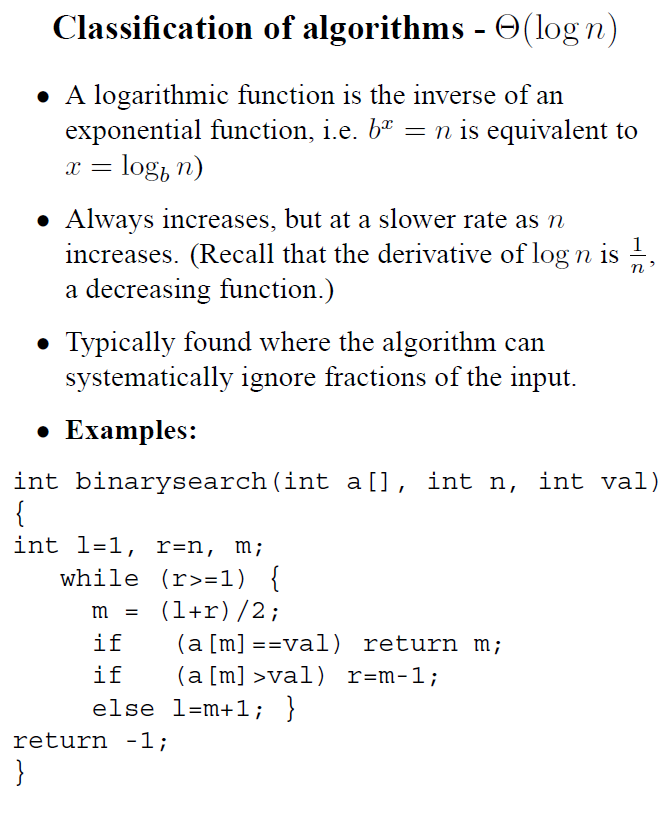 Classification of algorithms - Θ(log n)
• A logarithmic function is the inverse of an
exponential function, i.e. bˣ = n is equivalent to
x = log_b n)
• Always increases, but at a slower rate as n
increases. (Recall that the derivative of log n is 1/n,
a decreasing function.)
• Typically found where the algorithm can
systematically ignore fractions of the input.
• Examples:
int binarysearch(int a[], int n, int val)
{
int l=1, r=n, m;
while (r>=1) {
m = (l+r)/2;
if (a[m]==val) return m;
if (a[m]>val) r=m-1;
else l=m+1; }
return -1;
}